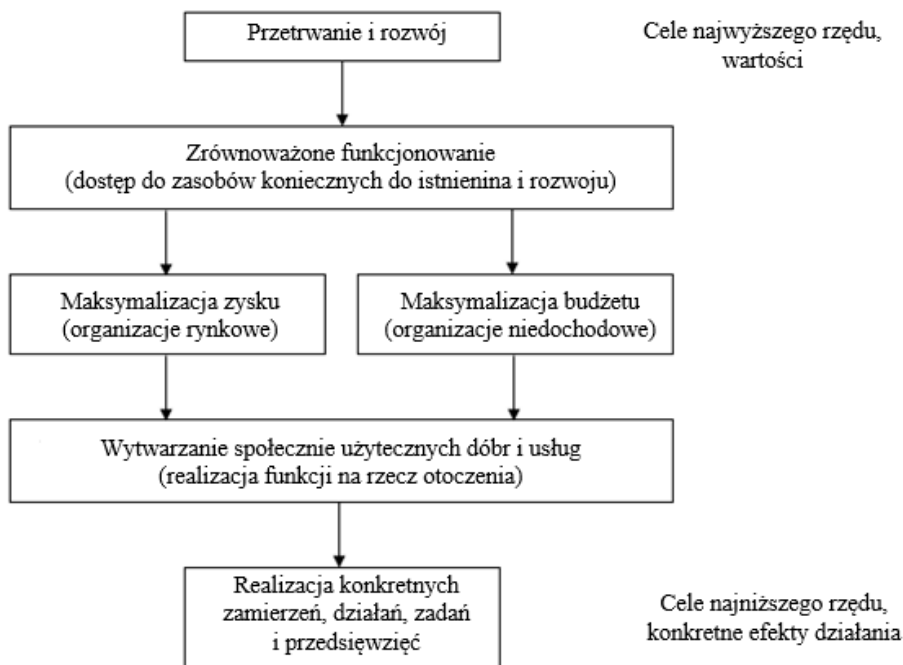 Przetrwanie i rozwój
Cele najwyższego rzędu,
wartości
Zrównoważone funkcjonowanie
(dostęp do zasobów koniecznych do istnienina i rozwoju)
Maksymalizacja zysku
(organizacje rynkowe)
Maksymalizacja budżetu
(organizacje niedochodowe)
Wytwarzanie społecznie użytecznych dóbr i usług
(realizacja funkcji na rzecz otoczenia)
Realizacja konkretnych
zamierzeń, działań, zadań
i przedsięwzięć
Cele najniższego rzędu,
konkretne efekty działania